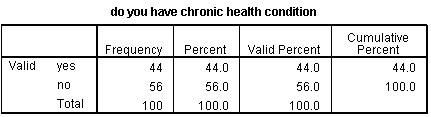 do you have chronic health condition
Frequency Percent Valid Percent Cumulative Percent
Valid yes 44 44.0 44.0 44.0
no 56 56.0 56.0 100.0
Total 100 100.0 100.0